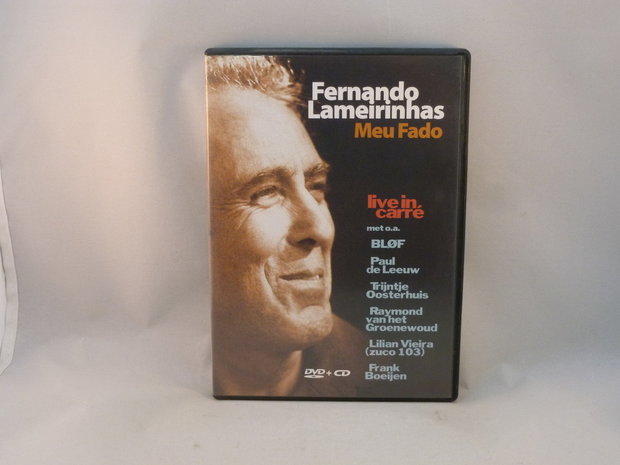 Fernando
Lameirinhas
Meu Fado
live in
carré
met o.a.
BLØF
Paul
de Leeuw
Trijntje
Oosterhuis
Raymond
van het
Groenewoud
Lilian Vieira
(zuco 103)
Frank
Boeijen
DVD + CD